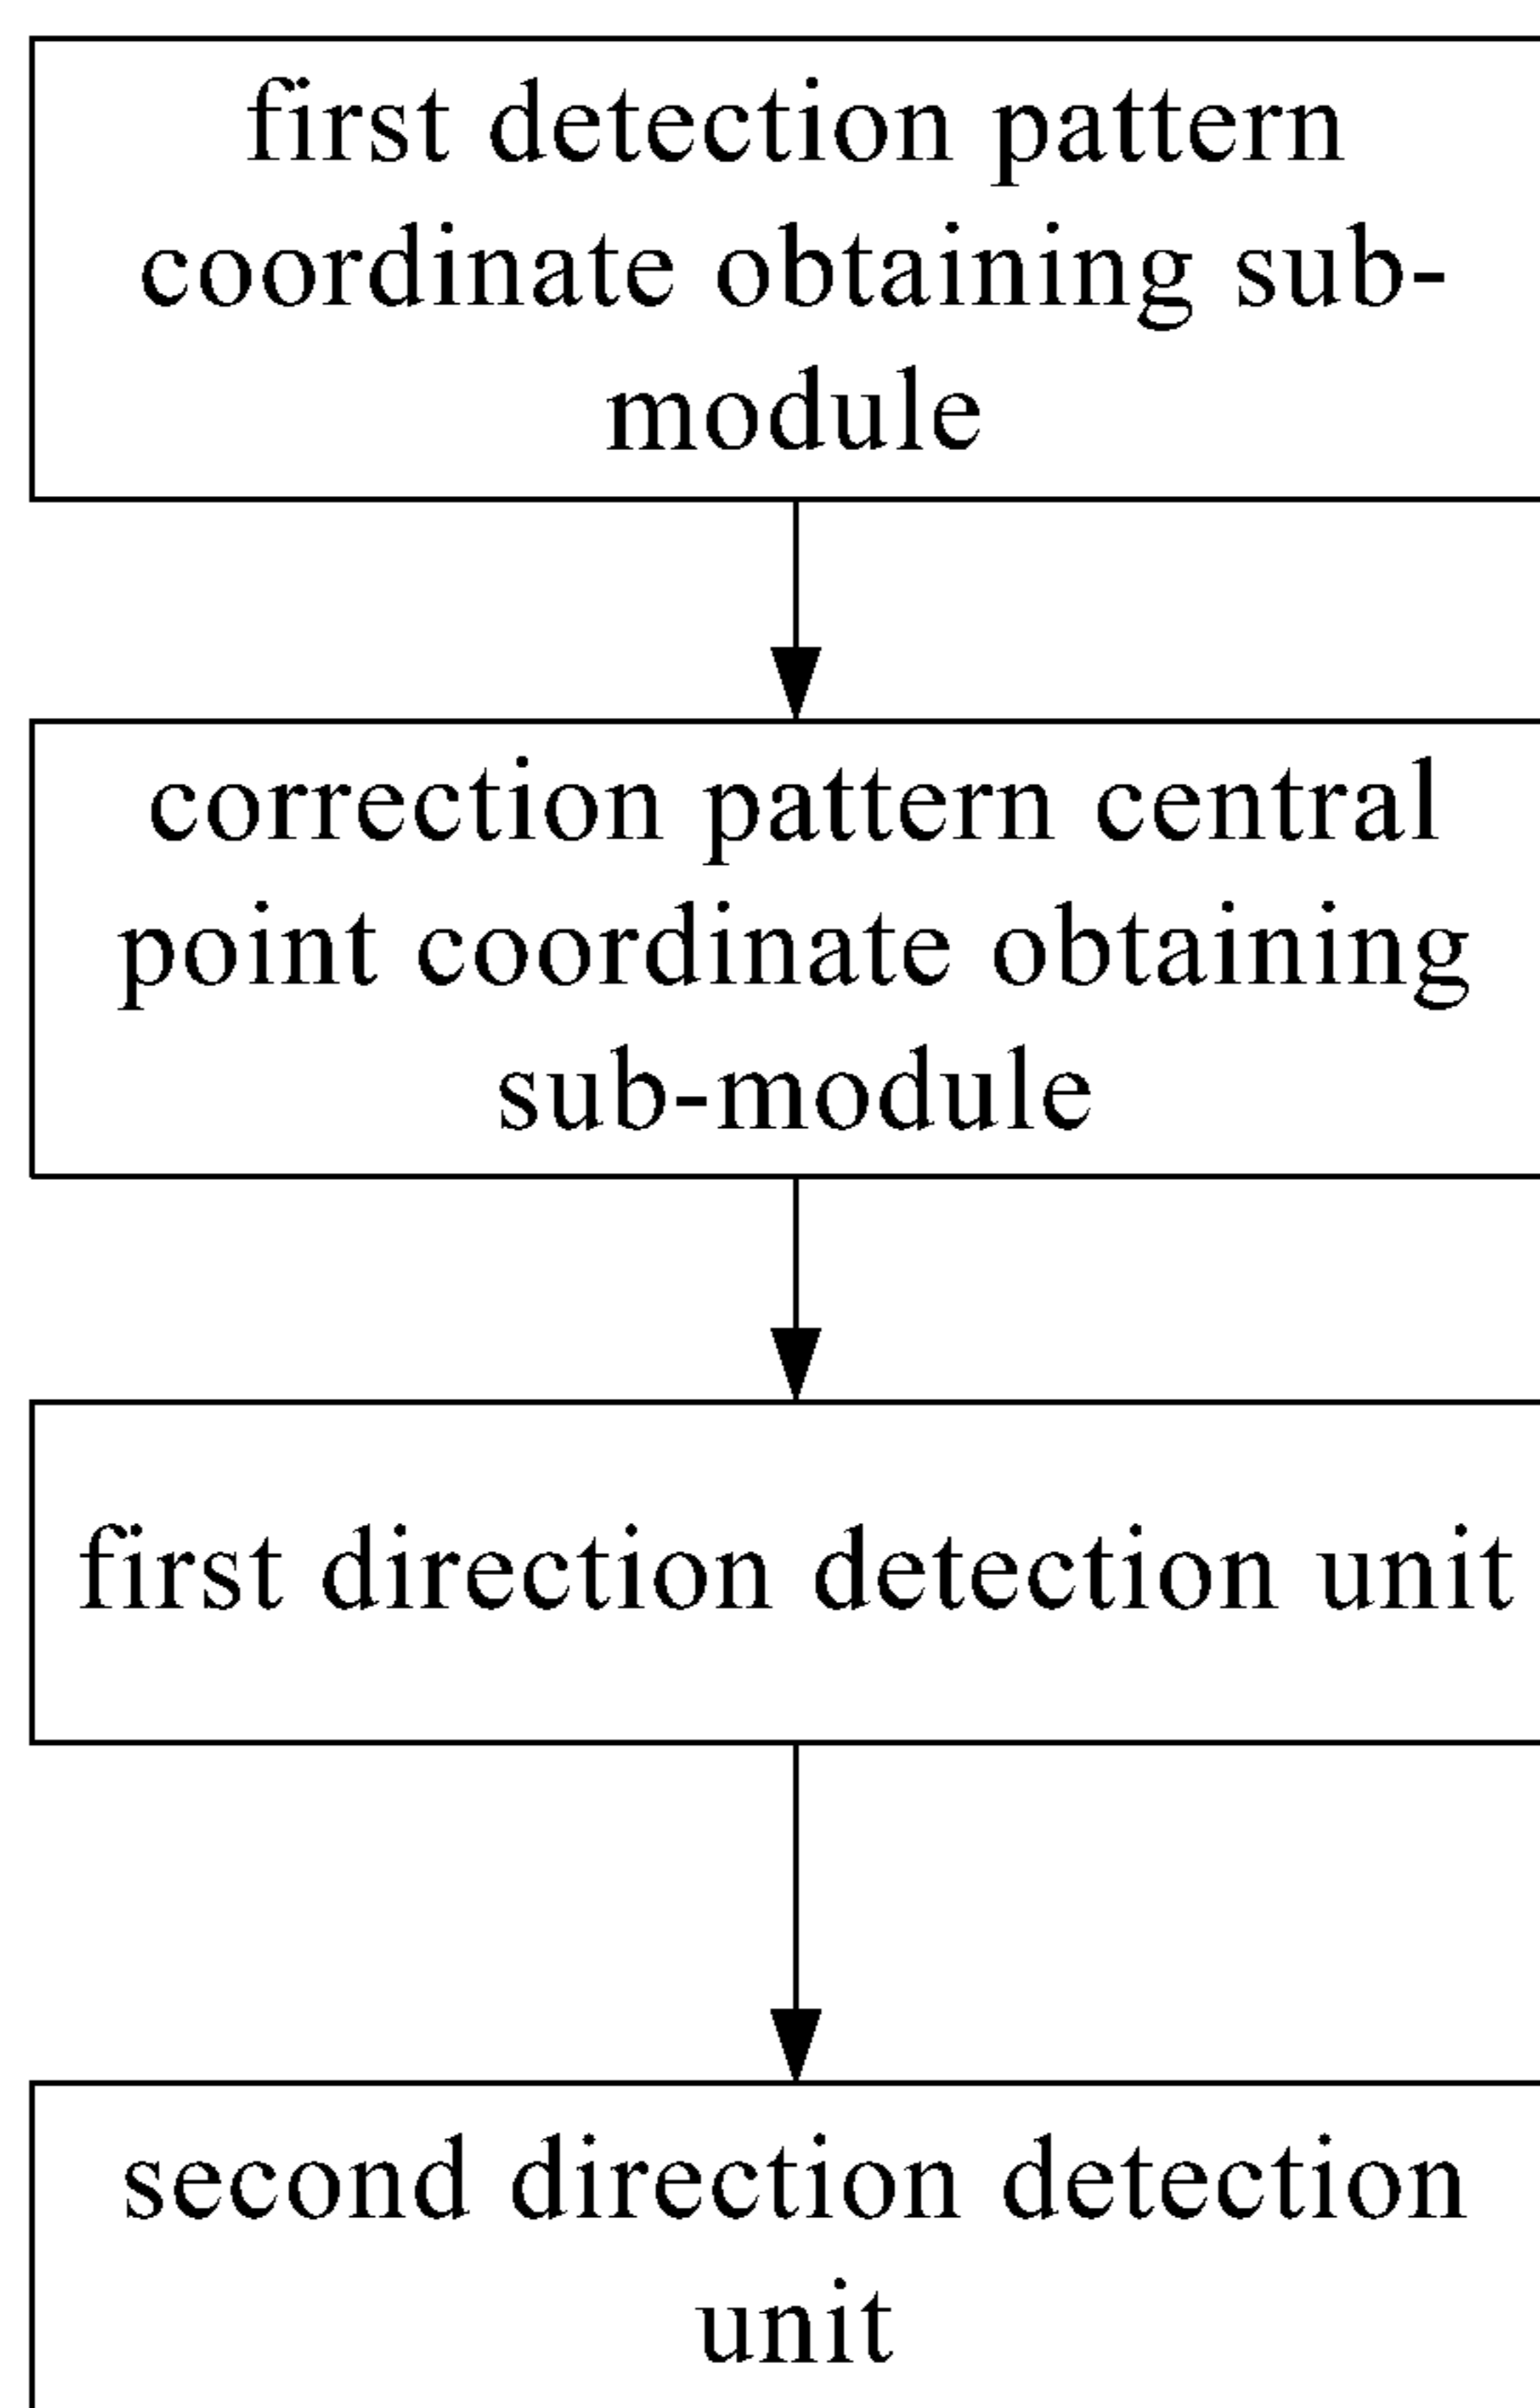 first detection pattern
coordinate obtaining sub-
module
correction pattern central
point coordinate obtaining
sub-module
first direction detection unit
second direction detection
unit